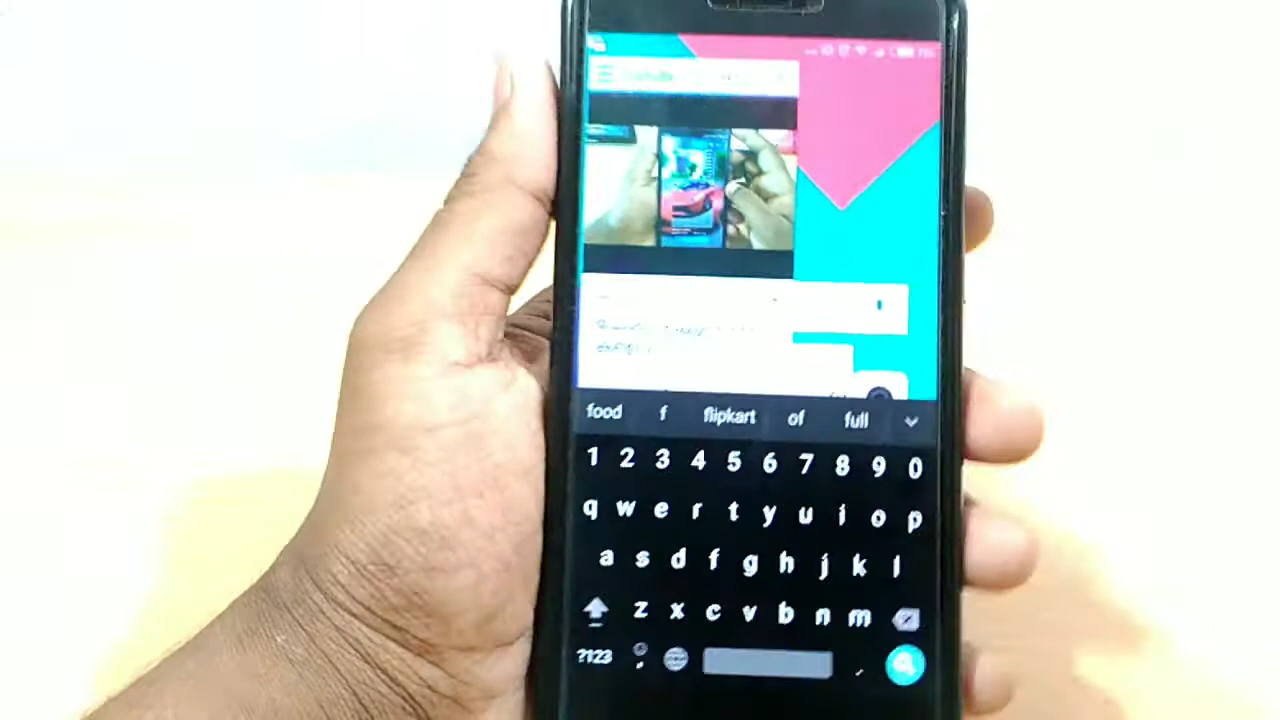 food f flipkart of full
1 2 3 4 5 6 7 8 9 0
q w e r t y u i o p
a s d f g h j k l
z x c v b n m
?123 , .